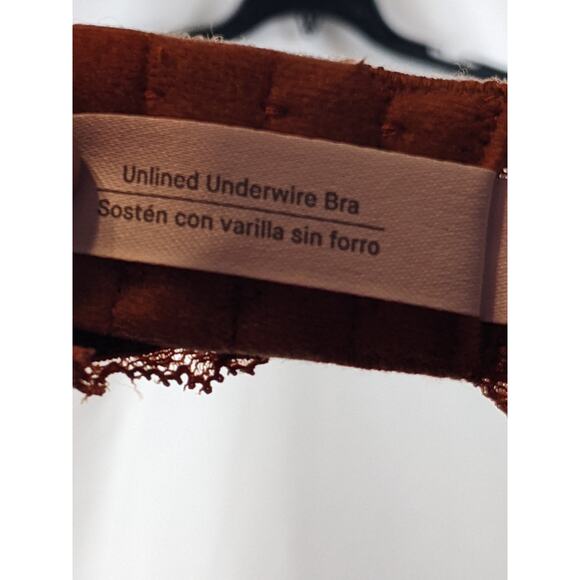 Unlined Underwire Bra
Sostén con varilla sin forro